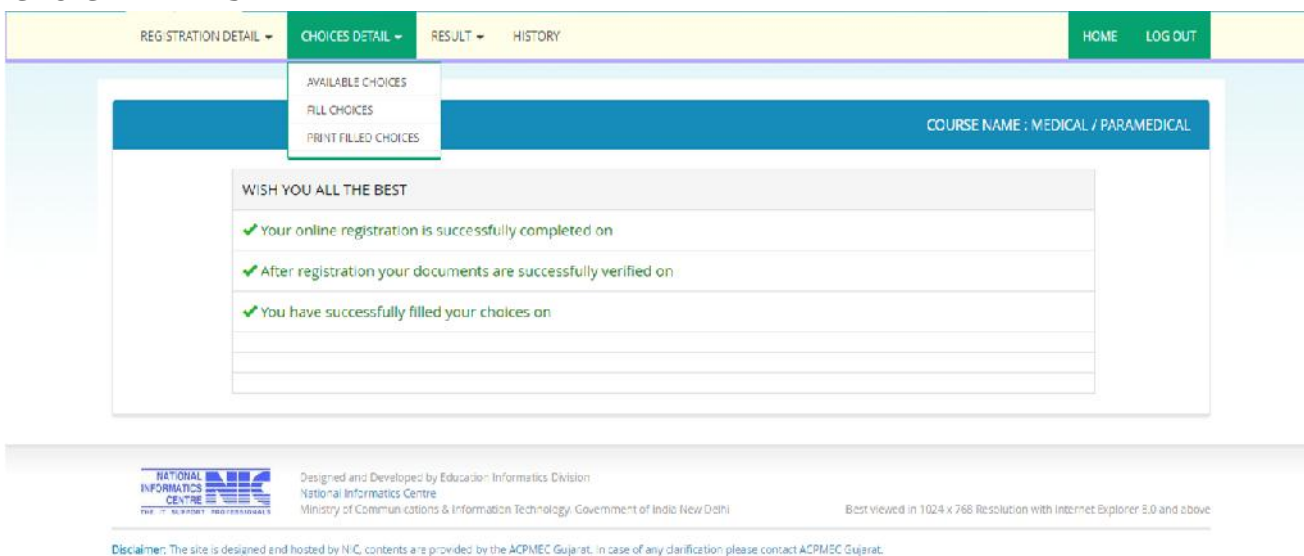 REGISTRATION DETAIL CHOICES DETAIL RESULT HISTORY HOME LOG OUT
AVAILABLE CHOICES
FILL CHOICES
PRINT FILLED CHOICES
COURSE NAME : MEDICAL / PARAMEDICAL
WISH YOU ALL THE BEST
Your online registration is successfully completed on
After registration your documents are successfully verified on
You have successfully filled your choices on
NATIONAL
INFORMATICS
CENTRE
NIC
THE IT SUPPORT PROFESSIONALS
Designed and Developed by Education Informatics Division
National Informatics Centre
Ministry of Communications & Information Technology, Government of India New Delhi
Best viewed in 1024 x 768 Resolution with Internet Explorer 8.0 and above
Disclaimer: The site is designed and hosted by NIC, contents are provided by the ACPMEC Gujarat. In case of any clarification please contact ACPMEC Gujarat.